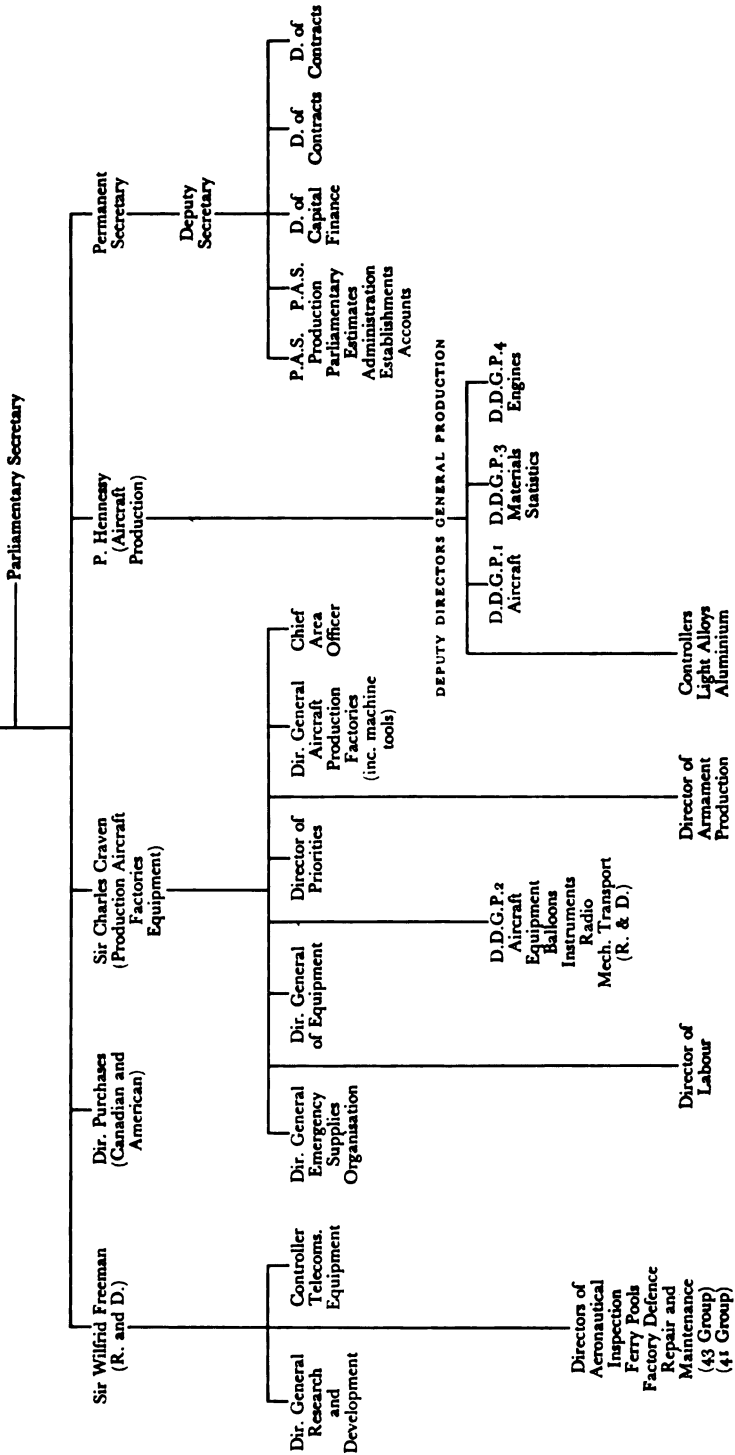 Parliamentary Secretary
Sir Wilfrid Freeman
(R. and D.)
Dir. Purchases
(Canadian and
American)
Sir Charles Craven
(Production Aircraft
Factories
Equipment)
P. Hennessy
(Aircraft
Production)
Permanent
Secretary
Deputy
Secretary
Dir. General
Research
and
Development
Controller
Telecoms.
Equipment
Directors of
Aeronautical
Inspection
Ferry Pools
Factory Defence
Repair and
Maintenance
(43 Group)
(41 Group)
Dir. General
Emergency
Supplies
Organisation
Dir. General
of Equipment
Director of
Priorities
Dir. General
Aircraft
Production
Factories
(inc. machine
tools)
Chief
Area
Officer
Director of
Labour
D.D.G.P.2
Aircraft
Equipment
Balloons
Instruments
Radio
Mech. Transport
(R. & D.)
Director of
Armament
Production
DEPUTY DIRECTORS GENERAL PRODUCTION
D.D.G.P.1
Aircraft
D.D.G.P.3
Materials
Statistics
D.D.G.P.4
Engines
Controllers
Light Alloys
Aluminium
P.A.S. P.A.S.
Production
Parliamentary
Estimates
Administration
Establishments
Accounts
D. of
Capital
Finance
D. of
Contracts
D. of
Contracts